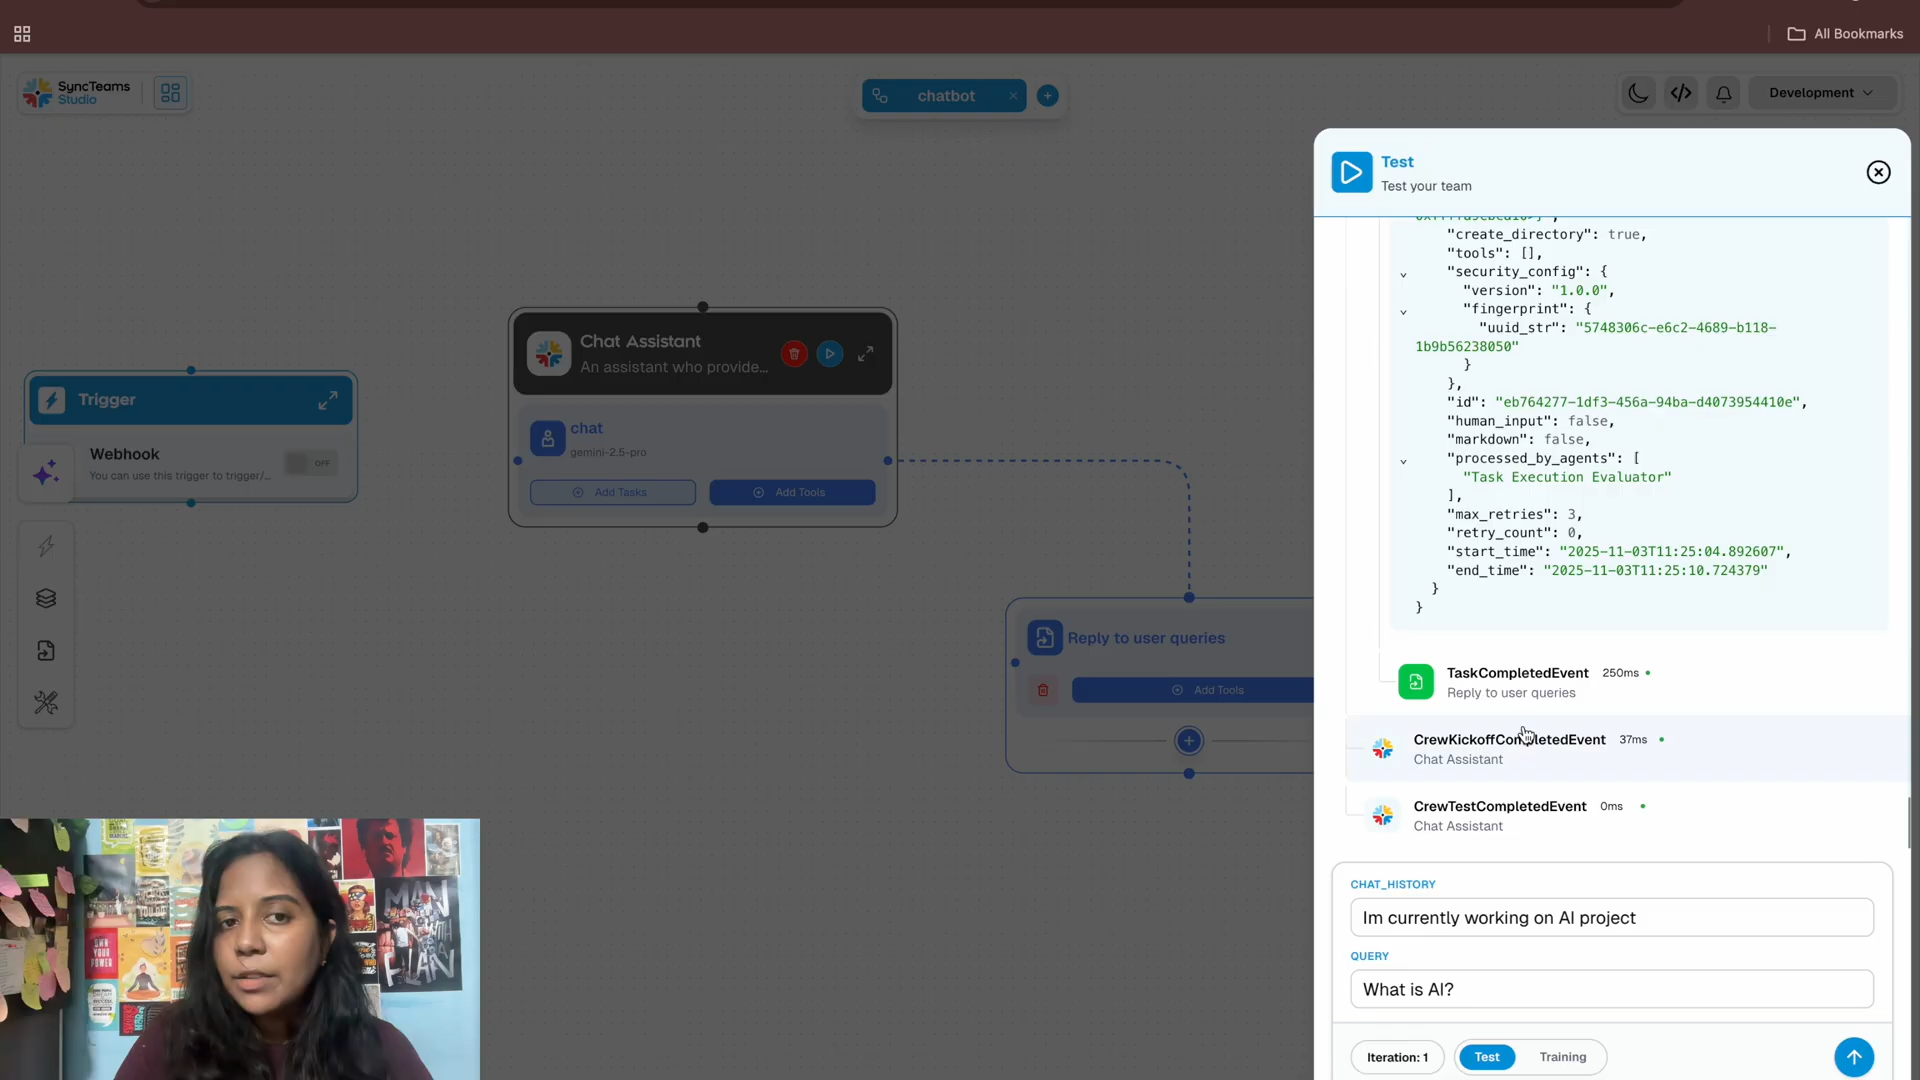 All Bookmarks
SyncTeams
Studio
chatbot
Development
Test
Test your team
"create_directory": true,
"tools": [],
"security_config": {
"version": "1.0.0",
"fingerprint": {
"uuid_str": "5748306c-e6c2-4689-b118-
1b9b56238050"
}
},
"id": "eb764277-1df3-456a-94ba-d4073954410e",
"human_input": false,
"markdown": false,
"processed_by_agents": [
"Task Execution Evaluator"
],
"max_retries": 3,
"retry_count": 0,
"start_time": "2025-11-03T11:25:04.892607",
"end_time": "2025-11-03T11:25:10.724379"
}
}
TaskCompletedEvent 250ms
Reply to user queries
CrewKickoffCompletedEvent 37ms
Chat Assistant
CrewTestCompletedEvent 0ms
Chat Assistant
CHAT_HISTORY
Im currently working on AI project
QUERY
What is AI?
Iteration: 1
Test
Training
Trigger
Webhook
You can use this trigger to trigger/...
OFF
Chat Assistant
An assistant who provide...
chat
gemini-2.5-pro
Add Tasks
Add Tools
Reply to user queries
Add Tools
OWN
YOUR
POWER
MAN
WITH
A
PLAN